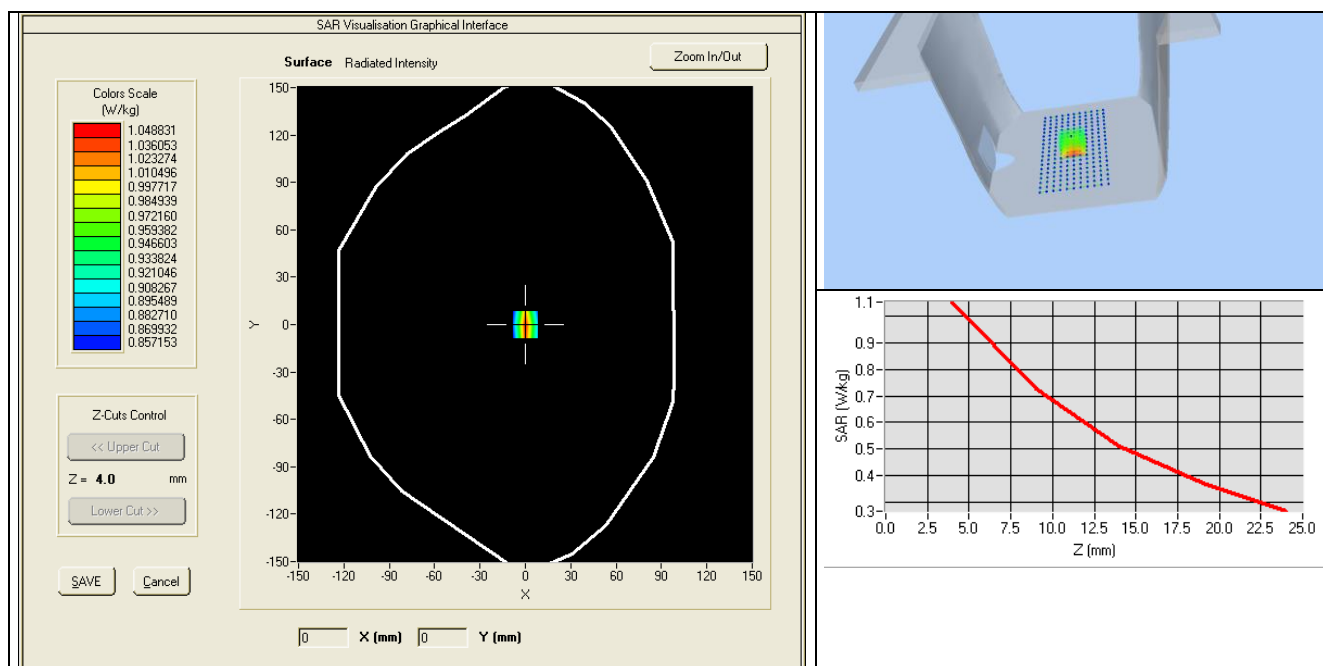 SAR Visualisation Graphical Interface
Surface Radiated Intensity
Zoom In/Out
Colors Scale
(W/kg)
1.048831
1.036053
1.023274
1.010496
0.997717
0.984939
0.972160
0.959382
0.946603
0.933824
0.921046
0.908267
0.895489
0.882710
0.869932
0.857153
Z-Cuts Control
<< Upper Cut
Z = 4.0 mm
Lower Cut >>
SAVE Cancel
150
120
90
60
30
0
-30
-60
-90
-120
-150
Y
-150 -120 -90 -60 -30 0 30 60 90 120 150
X
0 X (mm) 0 Y (mm)
1.1
0.9
0.8
0.7
0.5
0.4
0.3
SAR (W/kg)
0.0 2.5 5.0 7.5 10.0 12.5 15.0 17.5 20.0 22.5 25.0
Z (mm)